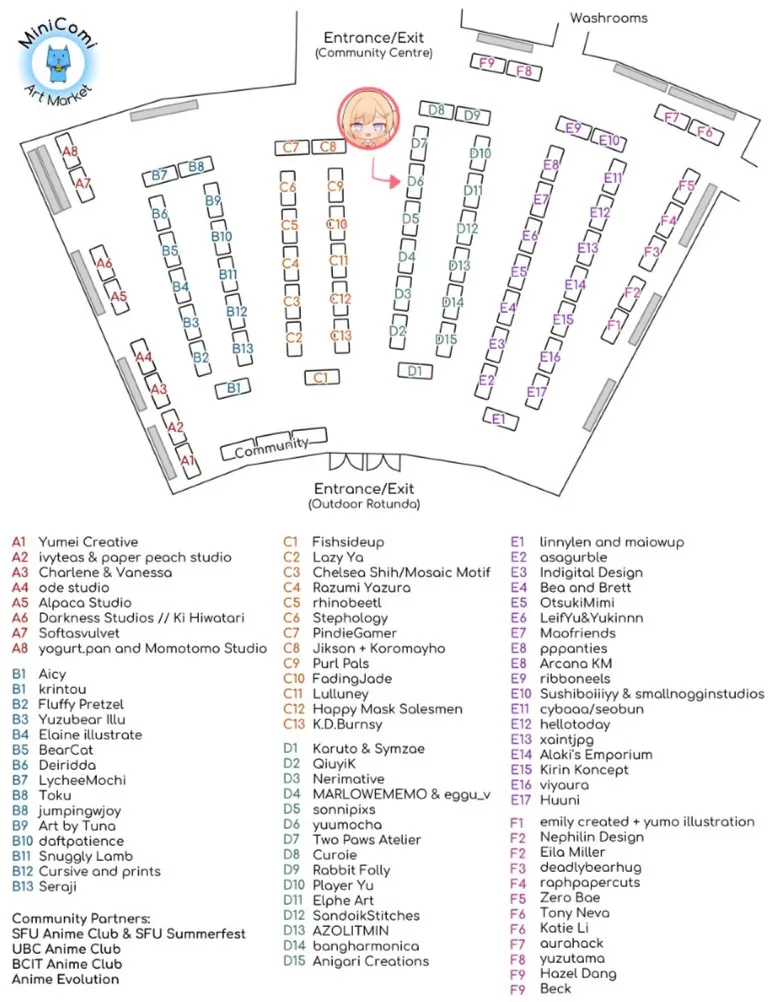 MiniComi
Art Market
Entrance/Exit
(Community Centre)
Washrooms
F9
F8
F7
F6
F5
F4
F3
F2
F1
A8
A7
A6
A5
A4
A3
A2
A1
B7
B8
B6
B5
B4
B3
B2
B9
B10
B11
B12
B13
B1
C7
C8
C6
C5
C4
C3
C2
C9
C10
C11
C12
C13
C1
D8
D9
D7
D6
D5
D4
D3
D2
D10
D11
D12
D13
D14
D15
D1
E9
E10
E8
E7
E6
E5
E4
E3
E2
E11
E12
E13
E14
E15
E16
E17
E1
Community
Entrance/Exit
(Outdoor Rotunda)
A1 Yumei Creative
A2 ivyteas & paper peach studio
A3 Charlene & Vanessa
A4 ode studio
A5 Alpaca Studio
A6 Darkness Studios // Ki Hiwatari
A7 Softasvulvet
A8 yogurt.pan and Momotomo Studio
B1 Aicy
B1 krintou
B2 Fluffy Pretzel
B3 Yuzubear Illu
B4 Elaine illustrate
B5 BearCat
B6 Deiridda
B7 LycheeMochi
B8 Toku
B8 jumpingwjoy
B9 Art by Tuna
B10 daftpatience
B11 Snuggly Lamb
B12 Cursive and prints
B13 Seraji
Community Partners:
SFU Anime Club & SFU Summerfest
UBC Anime Club
BCIT Anime Club
Anime Evolution
C1 Fishsideup
C2 Lazy Ya
C3 Chelsea Shih/Mosaic Motif
C4 Razumi Yazura
C5 rhinobeetl
C6 Stephology
C7 PindieGamer
C8 Jikson + Koromayho
C9 Purl Pals
C10 FadingJade
C11 Lulluney
C12 Happy Mask Salesmen
C13 K.D.Burnsy
D1 Karuto & Symzae
D2 QiuyiK
D3 Nerimative
D4 MARLOWEMEMO & eggu_v
D5 sonnipixs
D6 yuumocha
D7 Two Paws Atelier
D8 Curoie
D9 Rabbit Folly
D10 Player Yu
D11 Elphe Art
D12 SandoikStitches
D13 AZOLITMIN
D14 bangharmonica
D15 Anigari Creations
E1 linnylen and maiowup
E2 asagurble
E3 Indigital Design
E4 Bea and Brett
E5 OtsukiMimi
E6 LeifYu&Yukinnn
E7 Maofriends
E8 pppanties
E8 Arcana KM
E9 ribboneels
E10 Sushiboiiiyy & smallnogginstudios
E11 cybaaa/seobun
E12 hellotoday
E13 xaintjpg
E14 Alaki's Emporium
E15 Kirin Koncept
E16 viyaura
E17 Huuni
F1 emily created + yumo illustration
F2 Nephilin Design
F2 Eila Miller
F3 deadlybearhug
F4 raphpapercuts
F5 Zero Bae
F6 Tony Neva
F6 Katie Li
F7 aurahack
F8 yuzutama
F9 Hazel Dang
F9 Beck